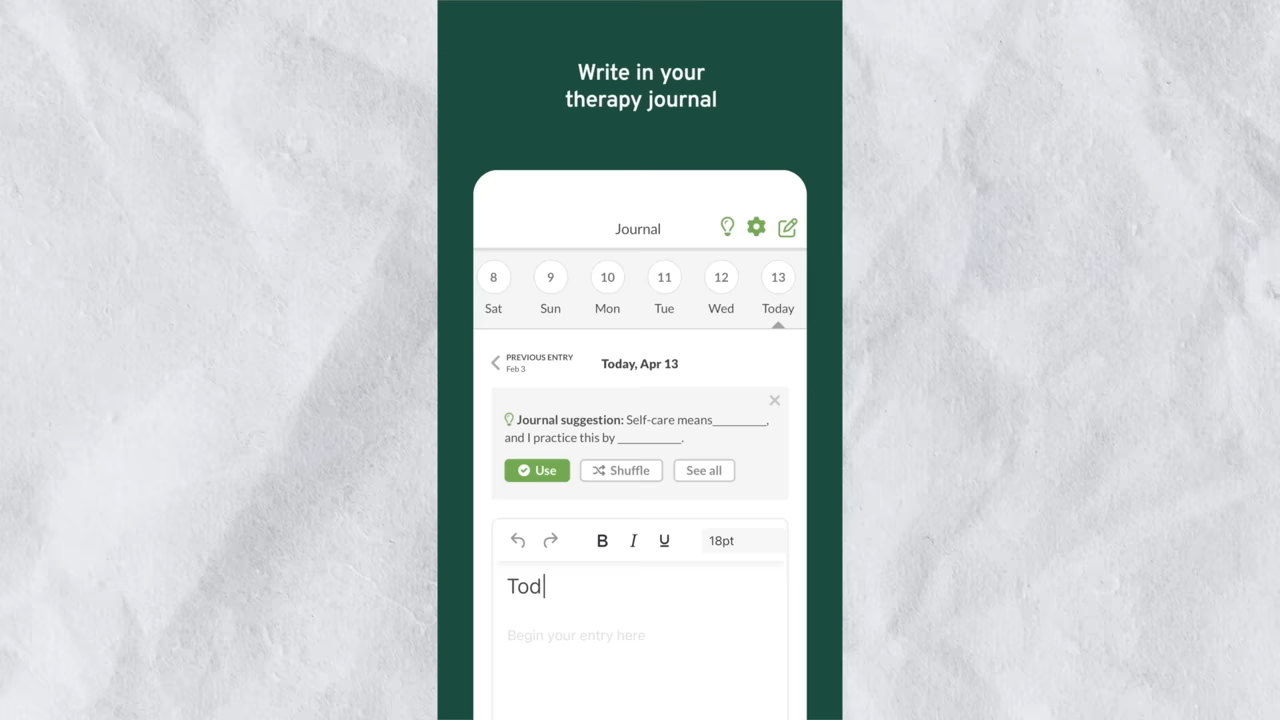 Write in your
therapy journal
Journal
8 9 10 11 12 13
Sat Sun Mon Tue Wed Today
PREVIOUS ENTRY
Feb 3
Today, Apr 13
Journal suggestion: Self-care means________,
and I practice this by _________.
Use Shuffle See all
B I U 18pt
Tod
Begin your entry here